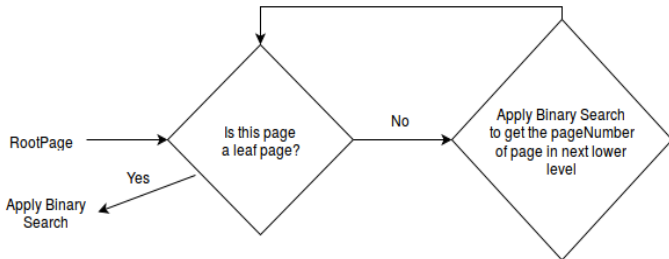 RootPage
Is this page
a leaf page?
No
Apply Binary Search
to get the pageNumber
of page in next lower
level
Yes
Apply Binary
Search